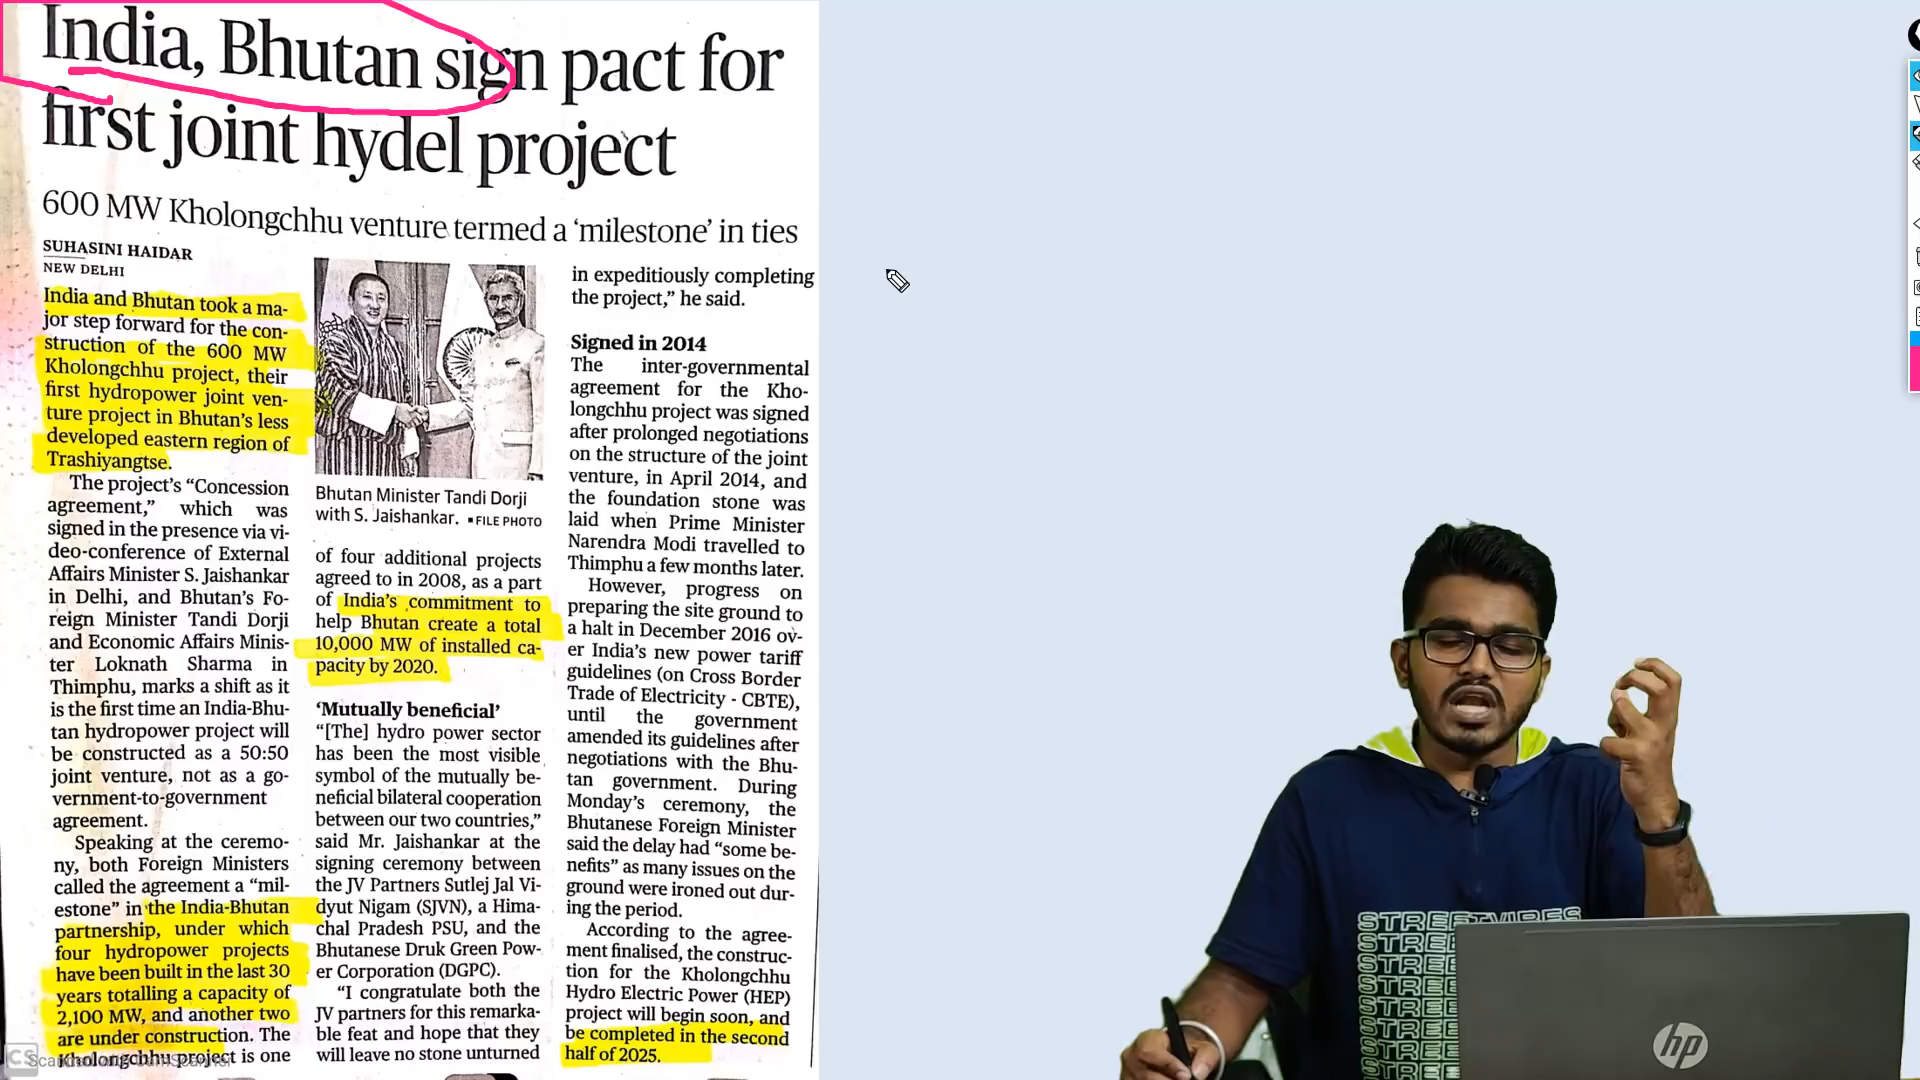 India, Bhutan sign pact for
first joint hydel project
600 MW Kholongchhu venture termed a ‘milestone’ in ties
SUHASINI HAIDAR
NEW DELHI
India and Bhutan took a ma-
jor step forward for the con-
struction of the 600 MW
Kholongchhu project, their
first hydropower joint ven-
ture project in Bhutan’s less
developed eastern region of
Trashiyangtse.
The project’s “Concession
agreement,” which was
signed in the presence via vi-
deo-conference of External
Affairs Minister S. Jaishankar
in Delhi, and Bhutan’s Fo-
reign Minister Tandi Dorji
and Economic Affairs Minis-
ter Loknath Sharma in
Thimphu, marks a shift as it
is the first time an India-Bhu-
tan hydropower project will
be constructed as a 50:50
joint venture, not as a go-
vernment-to-government
agreement.
Speaking at the ceremo-
ny, both Foreign Ministers
called the agreement a “mil-
estone” in the India-Bhutan
partnership, under which
four hydropower projects
have been built in the last 30
years totalling a capacity of
2,100 MW, and another two
are under construction. The
Kholongchhu project is one
Bhutan Minister Tandi Dorji
with S. Jaishankar. ▪FILE PHOTO
of four additional projects
agreed to in 2008, as a part
of India’s commitment to
help Bhutan create a total
10,000 MW of installed ca-
pacity by 2020.
‘Mutually beneficial’
“[The] hydro power sector
has been the most visible
symbol of the mutually be-
neficial bilateral cooperation
between our two countries,”
said Mr. Jaishankar at the
signing ceremony between
the JV Partners Sutlej Jal Vi-
dyut Nigam (SJVN), a Hima-
chal Pradesh PSU, and the
Bhutanese Druk Green Pow-
er Corporation (DGPC).
“I congratulate both the
JV partners for this remarka-
ble feat and hope that they
will leave no stone unturned
in expeditiously completing
the project,” he said.
Signed in 2014
The inter-governmental
agreement for the Kho-
longchhu project was signed
after prolonged negotiations
on the structure of the joint
venture, in April 2014, and
the foundation stone was
laid when Prime Minister
Narendra Modi travelled to
Thimphu a few months later.
However, progress on
preparing the site ground to
a halt in December 2016 ov-
er India’s new power tariff
guidelines (on Cross Border
Trade of Electricity - CBTE),
until the government
amended its guidelines after
negotiations with the Bhu-
tan government. During
Monday’s ceremony, the
Bhutanese Foreign Minister
said the delay had “some be-
nefits” as many issues on the
ground were ironed out dur-
ing the period.
According to the agree-
ment finalised, the construc-
tion for the Kholongchhu
Hydro Electric Power (HEP)
project will begin soon, and
be completed in the second
half of 2025.
CS Scanned with CamScanner
STREETVIBES
STREE
STREE
STREE
STREE
STREE
STREE
STREE
hp